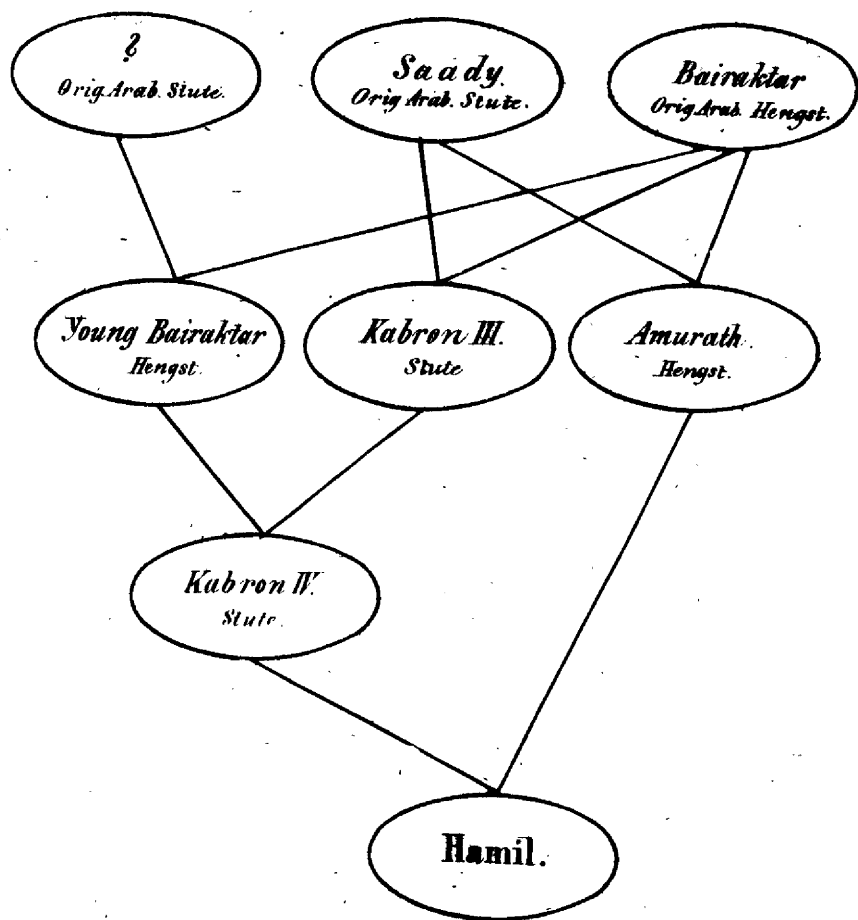 ?
Orig. Arab. Stute.
Saady.
Orig. Arab. Stute.
Bairaktar
Orig. Arab. Hengst.
Young Bairaktar
Hengst.
Kabron III.
Stute
Amurath.
Hengst.
Kabron IV.
Stute.
Hamil.